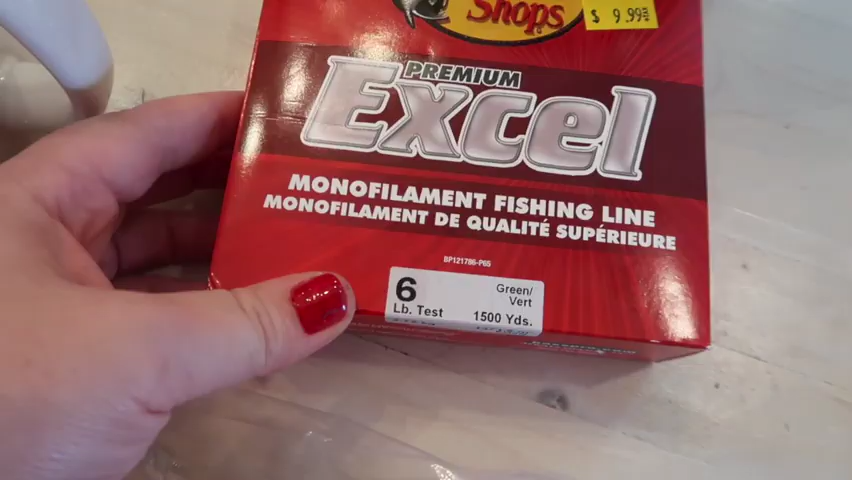 Shops
$ 9.99
PREMIUM
Excel
MONOFILAMENT FISHING LINE
MONOFILAMENT DE QUALITÉ SUPÉRIEURE
BP121786-P65
6
Lb. Test
Green/
Vert
1500 Yds.